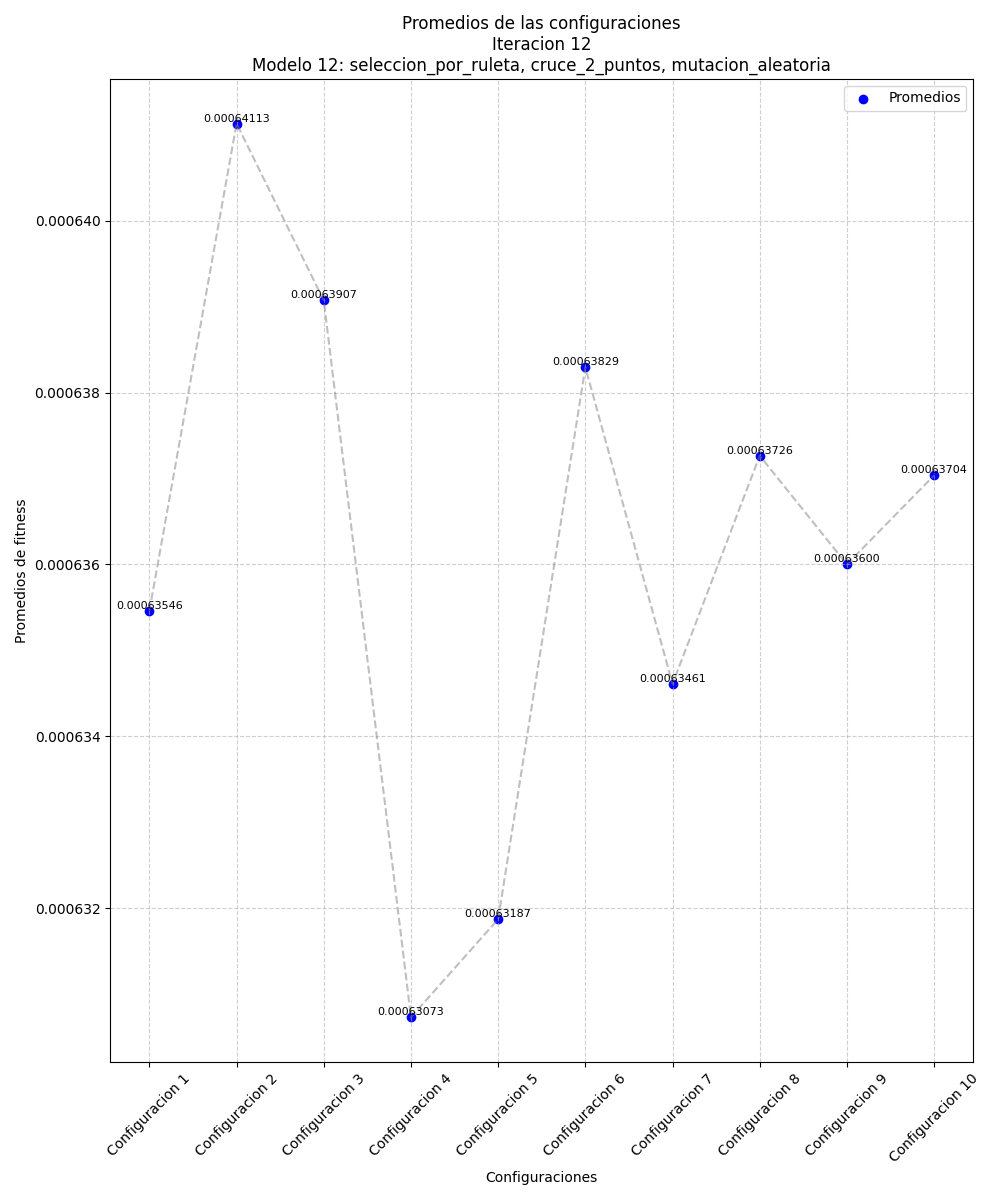 Promedios de las configuraciones
Iteracion 12
Modelo 12: seleccion_por_ruleta, cruce_2_puntos, mutacion_aleatoria
Promedios
0.00064113
0.000640
0.00063907
0.00063829
0.000638
0.00063726
0.00063704
0.00063600
0.000636
0.00063546
0.00063461
0.000634
0.00063187
0.000632
0.00063073
Promedios de fitness
Configuracion 1
Configuracion 2
Configuracion 3
Configuracion 4
Configuracion 5
Configuracion 6
Configuracion 7
Configuracion 8
Configuracion 9
Configuracion 10
Configuraciones